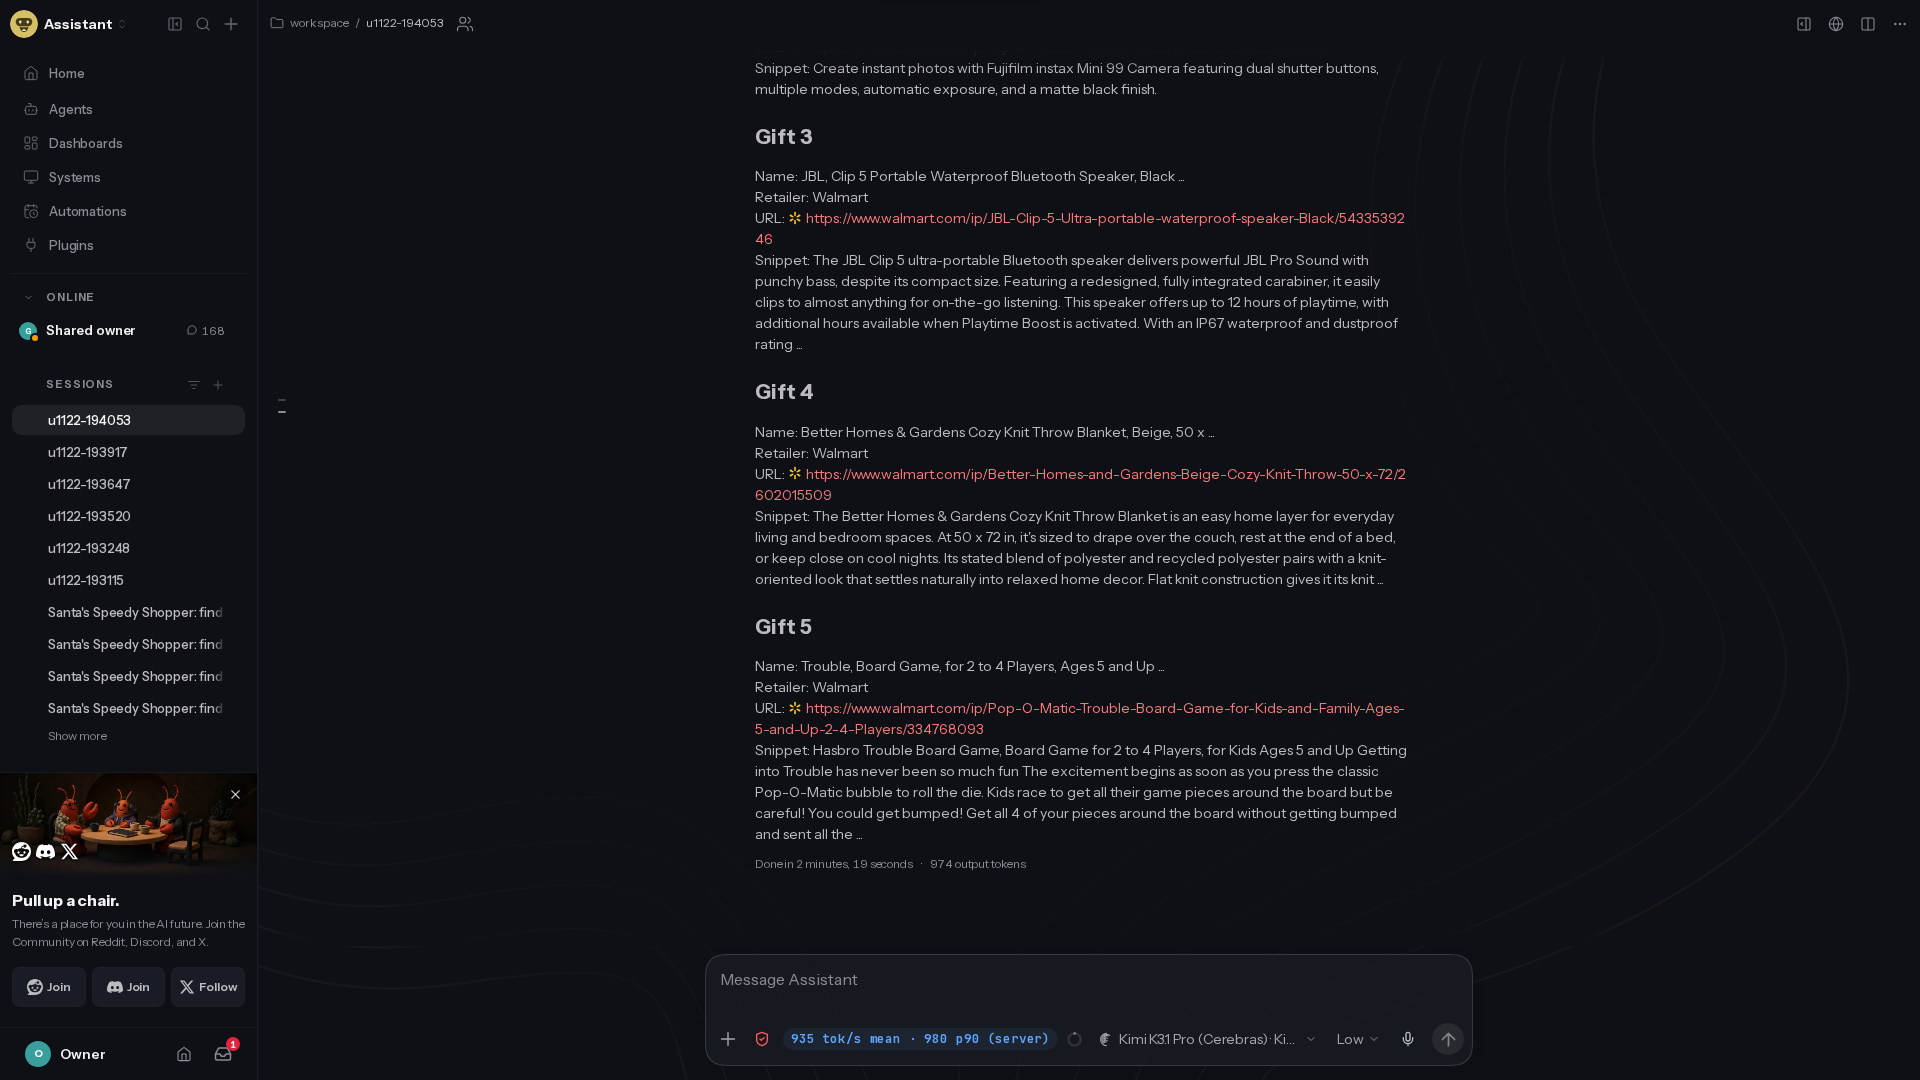 Assistant
Home
Agents
Dashboards
Systems
Automations
Plugins
ONLINE
G
Shared owner
168
SESSIONS
u1122-194053
u1122-193917
u1122-193647
u1122-193520
u1122-193248
u1122-193115
Santa's Speedy Shopper: find
Santa's Speedy Shopper: find
Santa's Speedy Shopper: find
Santa's Speedy Shopper: find
Show more
Pull up a chair.
There's a place for you in the AI future. Join the
Community on Reddit, Discord, and X.
Join
Join
Follow
O
Owner
1
workspace / u1122-194053
Snippet: Create instant photos with Fujifilm instax Mini 99 Camera featuring dual shutter buttons,
multiple modes, automatic exposure, and a matte black finish.
Gift 3
Name: JBL, Clip 5 Portable Waterproof Bluetooth Speaker, Black ...
Retailer: Walmart
URL: https://www.walmart.com/ip/JBL-Clip-5-Ultra-portable-waterproof-speaker-Black/54335392
46
Snippet: The JBL Clip 5 ultra-portable Bluetooth speaker delivers powerful JBL Pro Sound with
punchy bass, despite its compact size. Featuring a redesigned, fully integrated carabiner, it easily
clips to almost anything for on-the-go listening. This speaker offers up to 12 hours of playtime, with
additional hours available when Playtime Boost is activated. With an IP67 waterproof and dustproof
rating ...
Gift 4
Name: Better Homes & Gardens Cozy Knit Throw Blanket, Beige, 50 x ...
Retailer: Walmart
URL: https://www.walmart.com/ip/Better-Homes-and-Gardens-Beige-Cozy-Knit-Throw-50-x-72/2
602015509
Snippet: The Better Homes & Gardens Cozy Knit Throw Blanket is an easy home layer for everyday
living and bedroom spaces. At 50 x 72 in, it's sized to drape over the couch, rest at the end of a bed,
or keep close on cool nights. Its stated blend of polyester and recycled polyester pairs with a knit-
oriented look that settles naturally into relaxed home decor. Flat knit construction gives it its knit ...
Gift 5
Name: Trouble, Board Game, for 2 to 4 Players, Ages 5 and Up ...
Retailer: Walmart
URL: https://www.walmart.com/ip/Pop-O-Matic-Trouble-Board-Game-for-Kids-and-Family-Ages-
5-and-Up-2-4-Players/334768093
Snippet: Hasbro Trouble Board Game, Board Game for 2 to 4 Players, for Kids Ages 5 and Up Getting
into Trouble has never been so much fun The excitement begins as soon as you press the classic
Pop-O-Matic bubble to roll the die. Kids race to get all their game pieces around the board but be
careful! You could get bumped! Get all 4 of your pieces around the board without getting bumped
and sent all the ...
Done in 2 minutes, 19 seconds · 974 output tokens
Message Assistant
935 tok/s mean · 980 p90 (server)
Kimi K3.1 Pro (Cerebras) · Ki...
Low